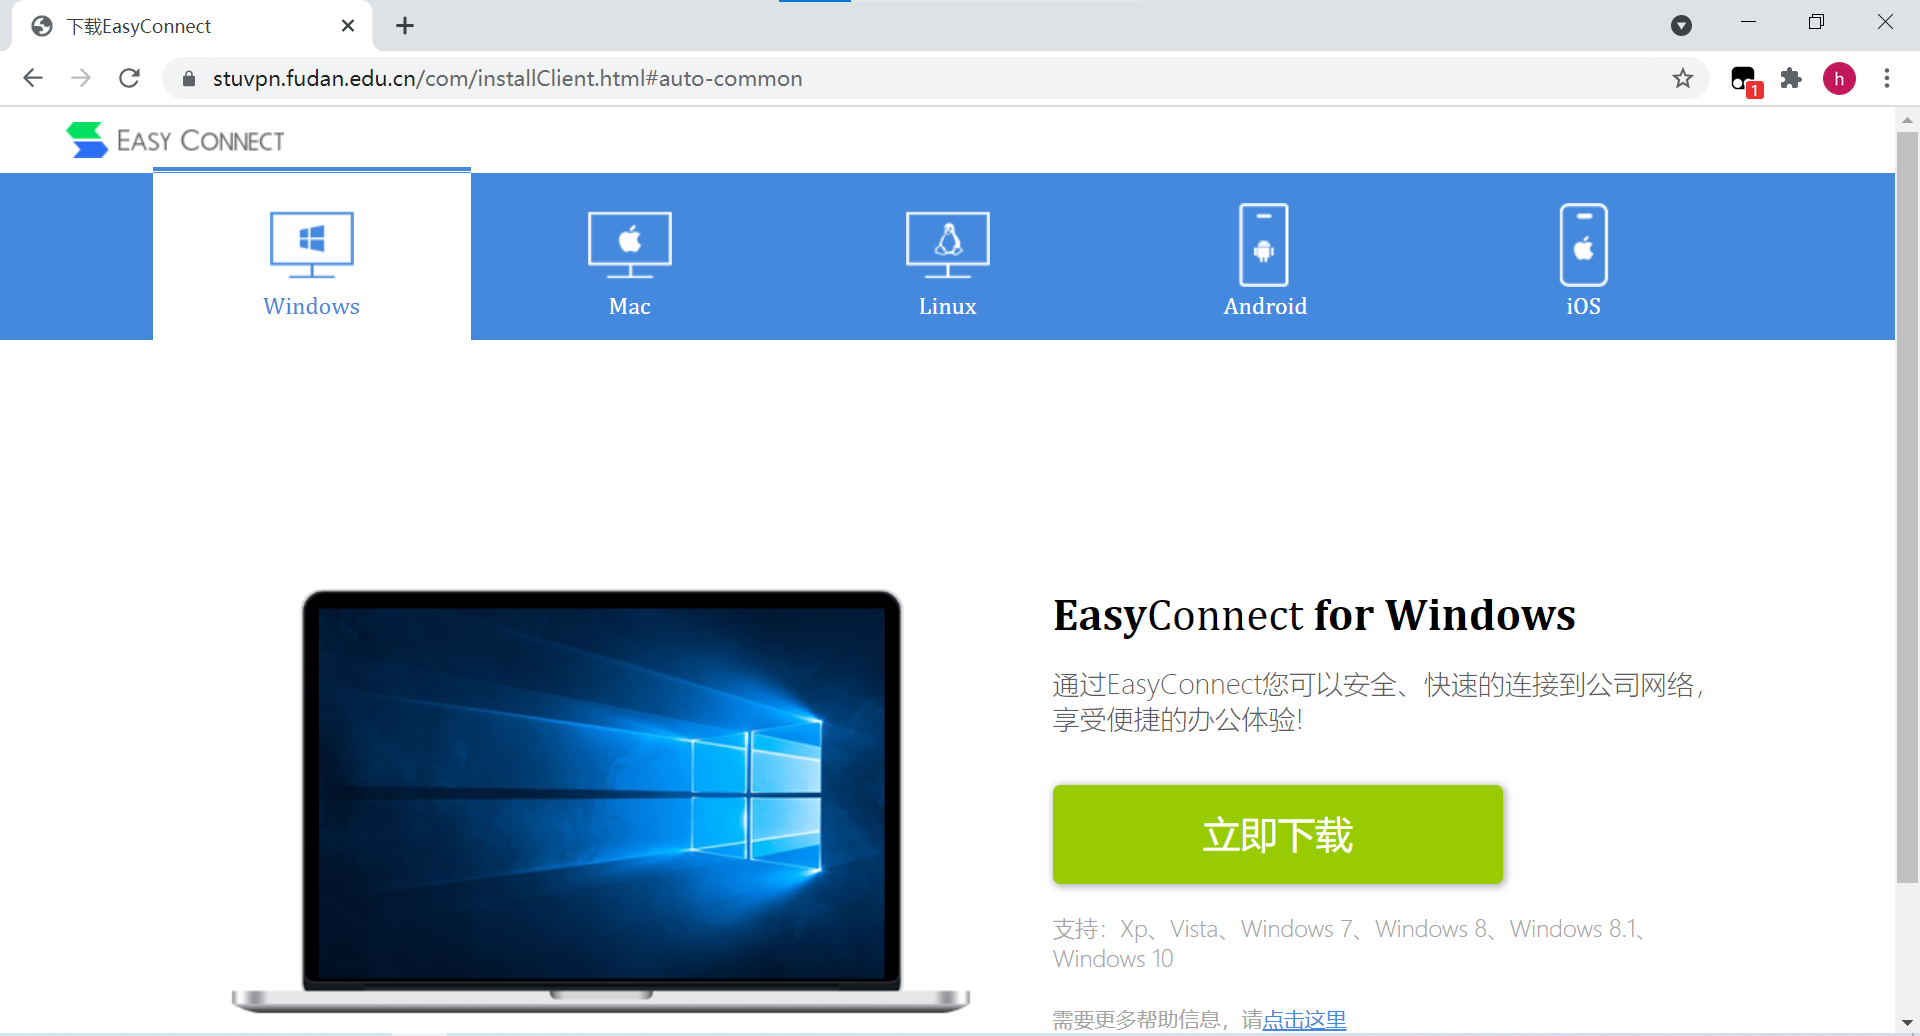 下载EasyConnect
stuvpn.fudan.edu.cn/com/installClient.html#auto-common
1
h
EASY CONNECT
Windows
Mac
Linux
Android
iOS
EasyConnect for Windows
通过EasyConnect您可以安全、快速的连接到公司网络，
享受便捷的办公体验!
立即下载
支持：Xp、Vista、Windows 7、Windows 8、Windows 8.1、
Windows 10
需要更多帮助信息，请点击这里